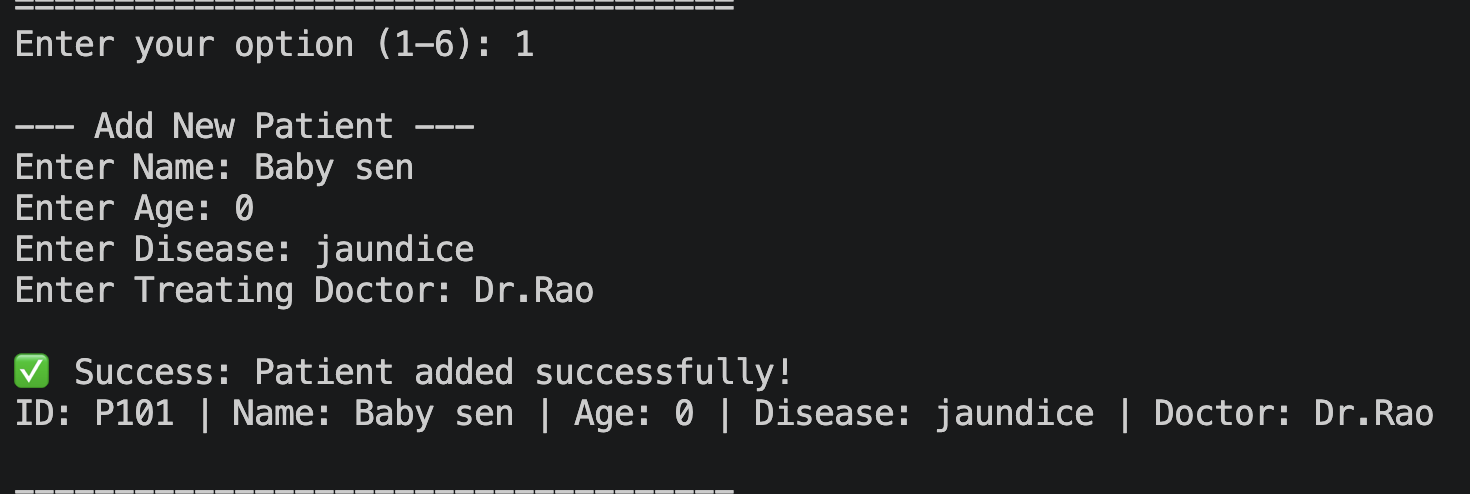 =====================================
Enter your option (1-6): 1
--- Add New Patient ---
Enter Name: Baby sen
Enter Age: 0
Enter Disease: jaundice
Enter Treating Doctor: Dr.Rao
✅ Success: Patient added successfully!
ID: P101 | Name: Baby sen | Age: 0 | Disease: jaundice | Doctor: Dr.Rao
=====================================